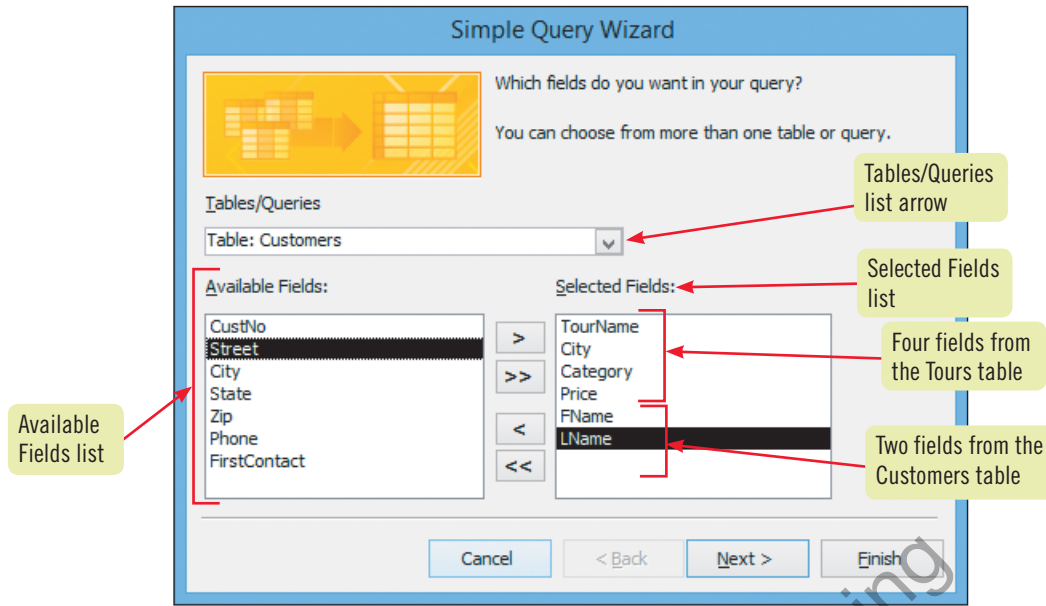 Simple Query Wizard
Which fields do you want in your query?
You can choose from more than one table or query.
Tables/Queries
list arrow
Tables/Queries
Table: Customers
Selected Fields
list
Available Fields:
Selected Fields:
CustNo
Street
City
State
Zip
Phone
FirstContact
>
>>
<
<<
TourName
City
Category
Price
FName
LName
Four fields from
the Tours table
Available
Fields list
Two fields from the
Customers table
Cancel
< Back
Next >
Finish
ing